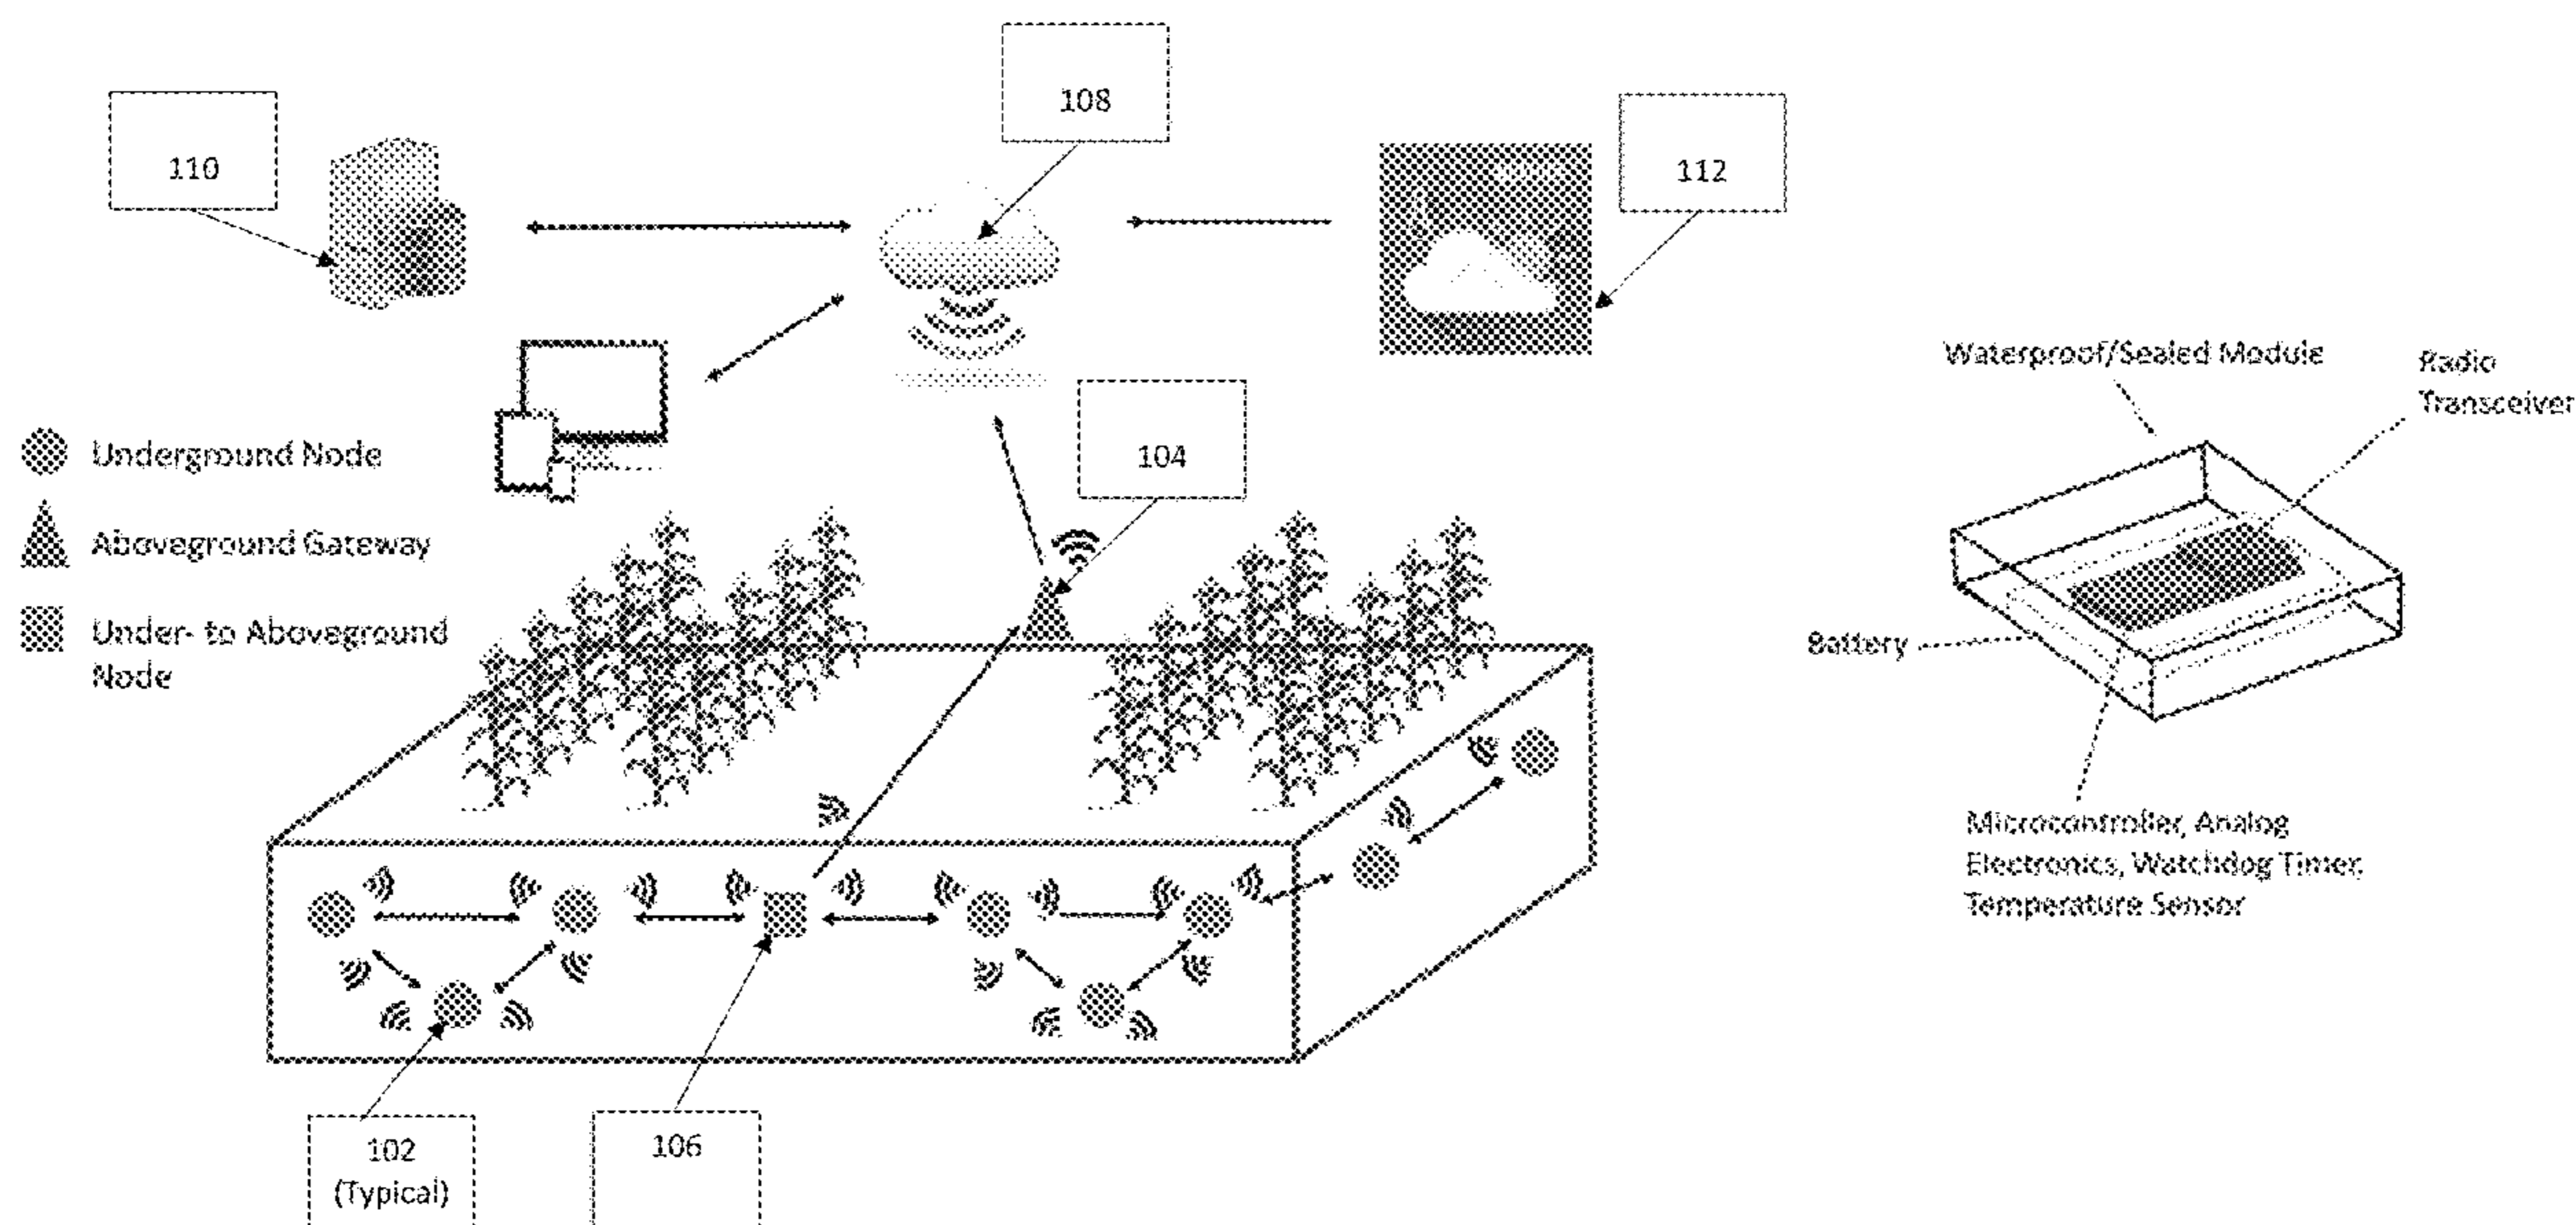 108
110
112
Waterproof/Sealed Module
Radio
Transceiver
104
Underground Node
Aboveground Gateway
Under- to Aboveground
Node
Battery
Microcontroller, Analog
Electronics, Watchdog Timer,
Temperature Sensor
102
(Typical)
106